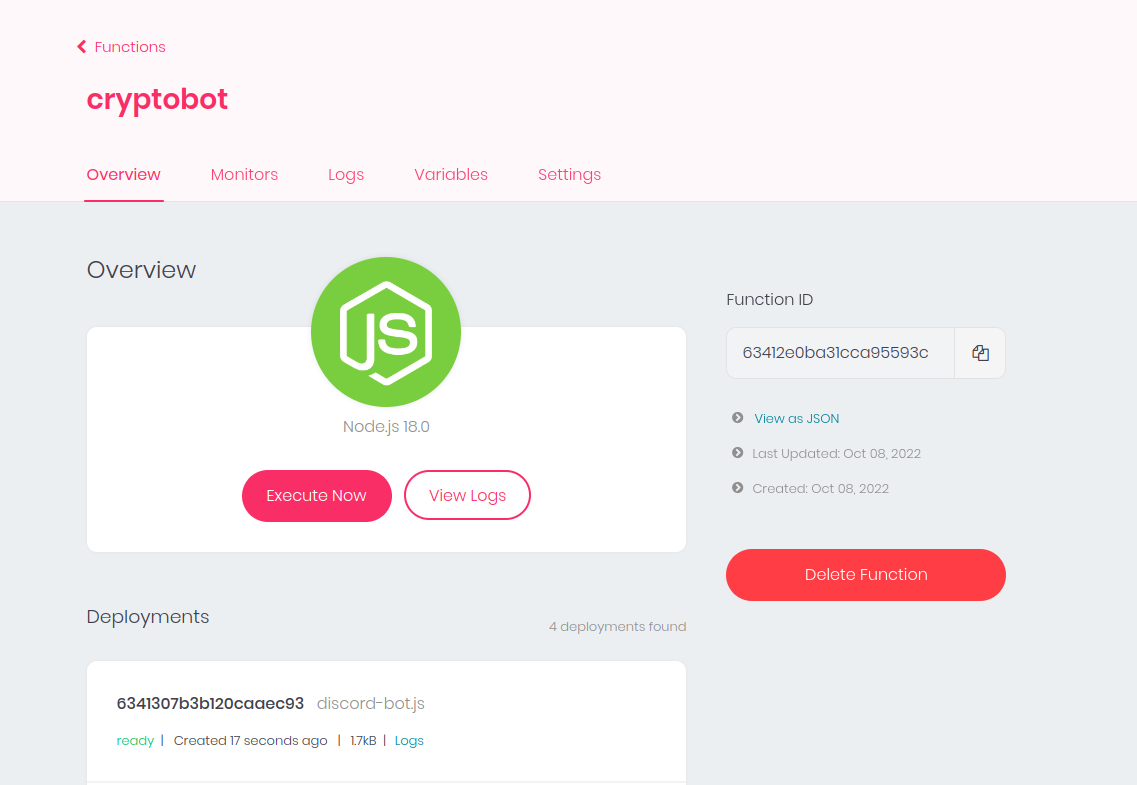 Functions
cryptobot
Overview Monitors Logs Variables Settings
Overview
JS
Node.js 18.0
Execute Now View Logs
Function ID
63412e0ba31cca95593c
View as JSON
Last Updated: Oct 08, 2022
Created: Oct 08, 2022
Delete Function
Deployments
4 deployments found
6341307b3b120caaec93 discord-bot.js
ready | Created 17 seconds ago | 1.7kB | Logs